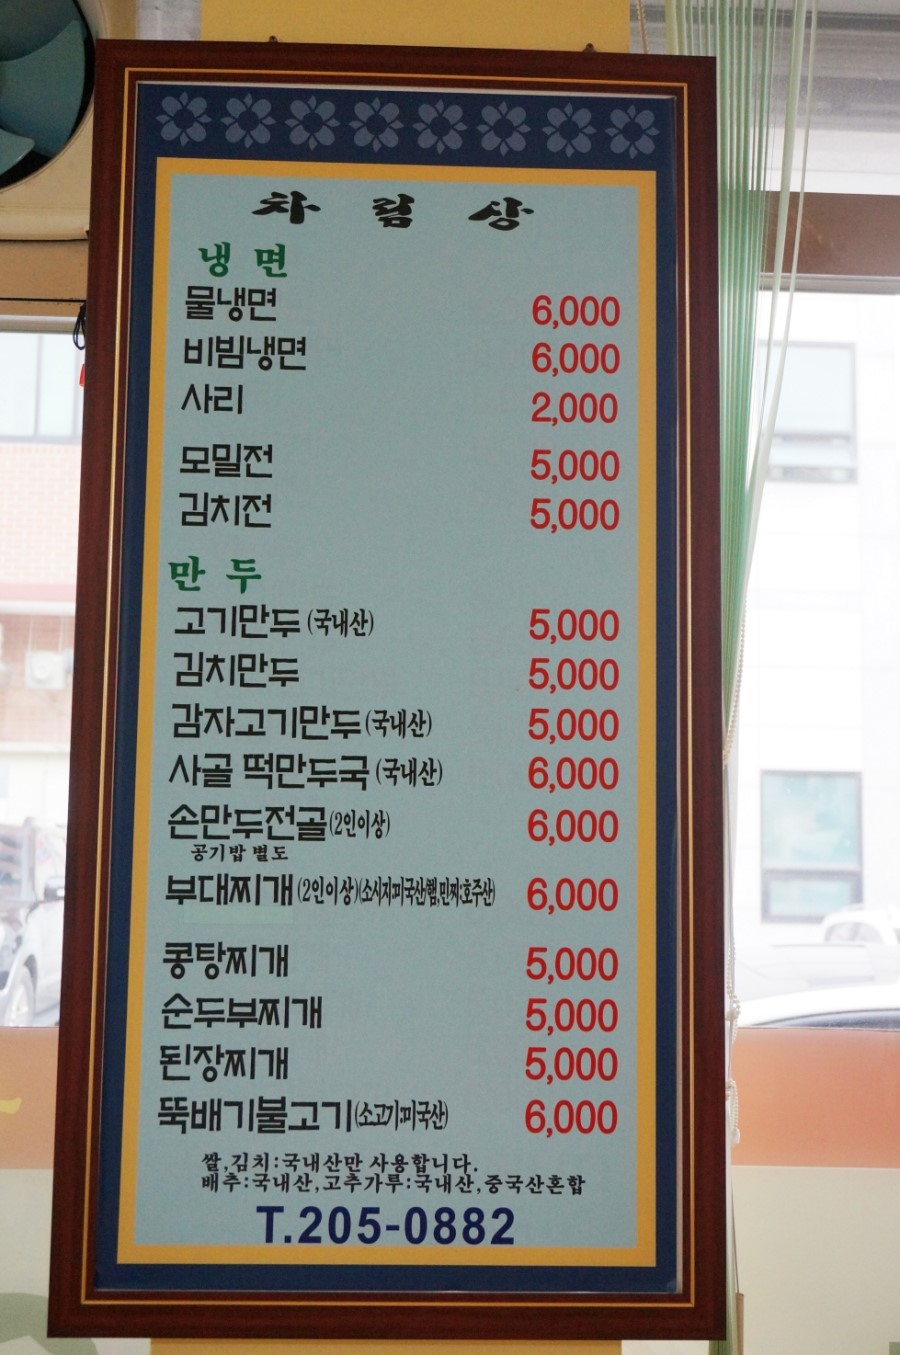 차림상
냉면
물냉면 6,000
비빔냉면 6,000
사리 2,000
모밀전 5,000
김치전 5,000
만두
고기만두(국내산) 5,000
김치만두 5,000
감자고기만두(국내산) 5,000
사골 떡만두국(국내산) 6,000
손만두전골(2인이상) 6,000
공기밥 별도
부대찌개(2인이상)(소시지:미국산/햄,민찌:호주산) 6,000
콩탕찌개 5,000
순두부찌개 5,000
된장찌개 5,000
뚝배기불고기(소고기:미국산) 6,000
쌀,김치:국내산만 사용합니다.
배추:국내산,고추가루:국내산,중국산혼합
T.205-0882